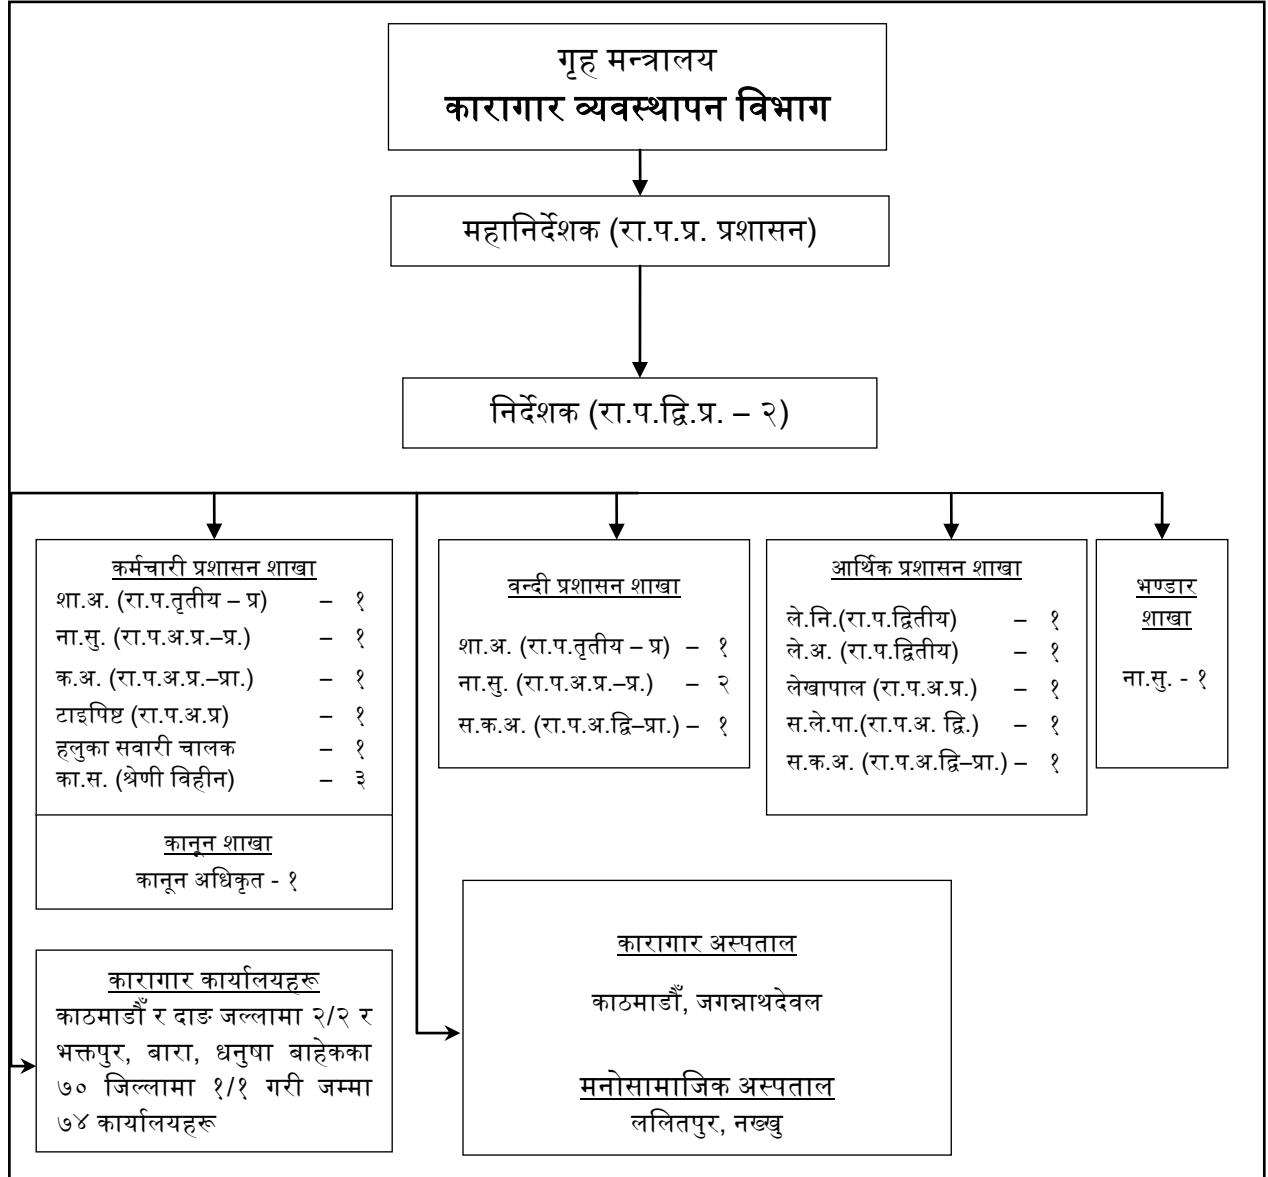 गृह मन्त्रालय
कारागार व्यवस्थापन विभाग
महानिर्देशक (रा.प.प्र. प्रशासन)
निर्देशक (रा.प.द्वि.प्र. – २)
कर्मचारी प्रशासन शाखा
शा.अ. (रा.प.तृतीय – प्र) – १
ना.सु. (रा.प.अ.प्र.–प्र.) – १
क.अ. (रा.प.अ.प्र.–प्रा.) – १
टाइपिष्ट (रा.प.अ.प्र) – १
हलुका सवारी चालक – १
का.स. (श्रेणी विहीन) – ३
कानून शाखा
कानून अधिकृत - १
वन्दी प्रशासन शाखा
शा.अ. (रा.प.तृतीय – प्र) – १
ना.सु. (रा.प.अ.प्र.–प्र.) – २
स.क.अ. (रा.प.अ.द्वि–प्रा.) – १
आर्थिक प्रशासन शाखा
ले.नि.(रा.प.द्वितीय) – १
ले.अ. (रा.प.द्वितीय) – १
लेखापाल (रा.प.अ.प्र.) – १
स.ले.पा.(रा.प.अ. द्वि.) – १
स.क.अ. (रा.प.अ.द्वि–प्रा.) – १
भण्डार
शाखा
ना.सु. - १
कारागार कार्यालयहरू
काठमाडौँ र दाङ जल्लामा २/२ र
भक्तपुर, बारा, धनुषा बाहेकका
७० जिल्लामा १/१ गरी जम्मा
७४ कार्यालयहरू
कारागार अस्पताल
काठमाडौँ, जगन्नाथदेवल
मनोसामाजिक अस्पताल
ललितपुर, नख्खु